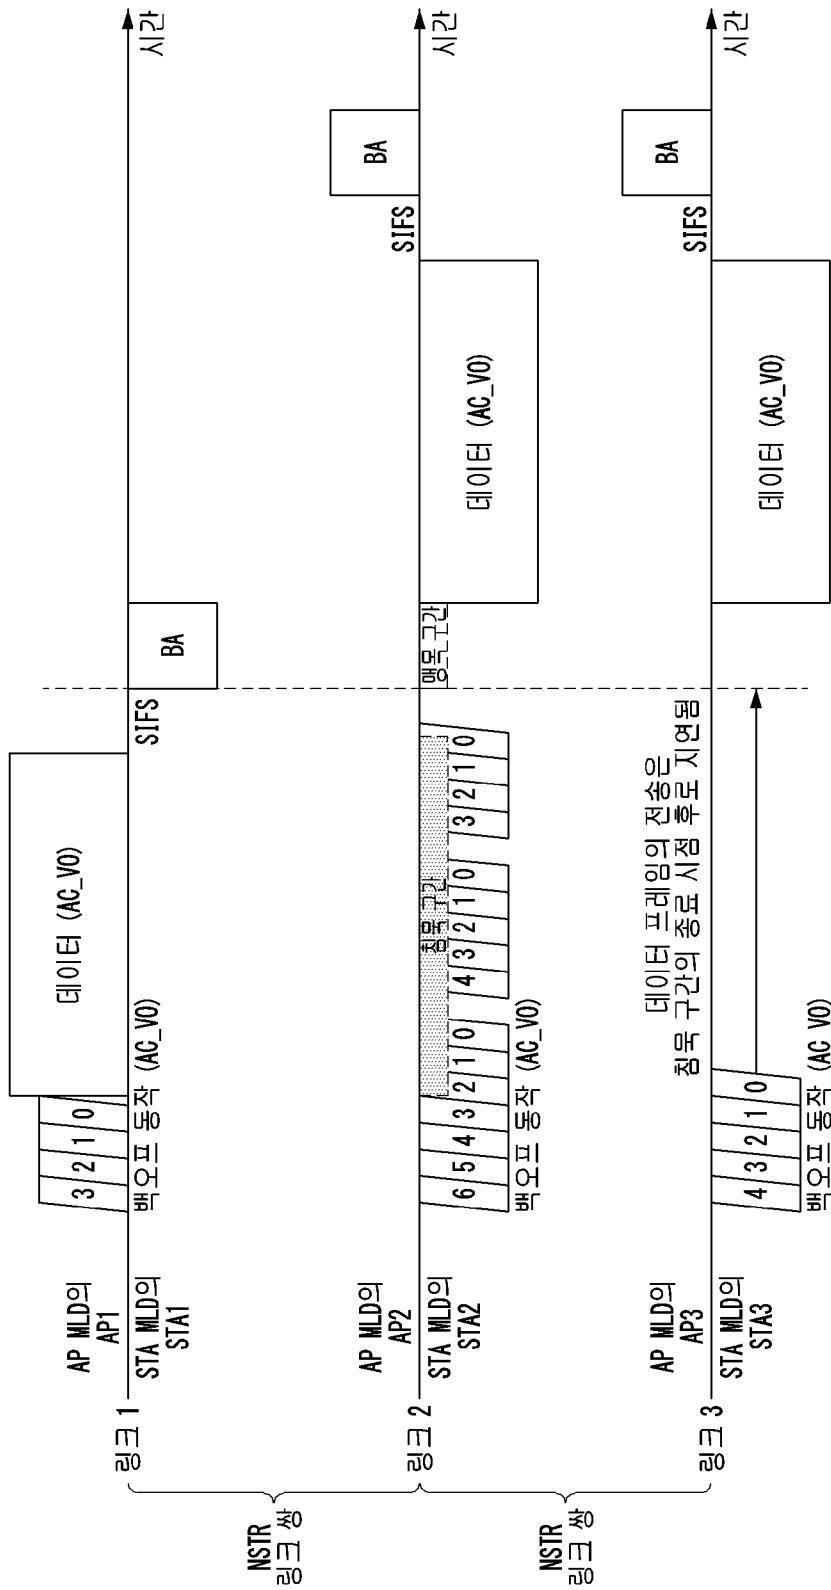 NSTR
링크 쌍
NSTR
링크 쌍
링크 1
AP MLD의
AP1
STA MLD의
STA1
3 2 1 0
백오프 동작 (AC_VO)
데이터 (AC_VO)
SIFS
BA
시간
링크 2
AP MLD의
AP2
STA MLD의
STA2
6 5 4 3 2 1 0
백오프 동작 (AC_VO)
침묵 구간
4 3 2 1 0
3 2 1 0
맹목 구간
데이터 (AC_VO)
SIFS
BA
시간
링크 3
AP MLD의
AP3
STA MLD의
STA3
4 3 2 1 0
백오프 동작 (AC_VO)
데이터 프레임의 전송은
침묵 구간의 종료 시점 후로 지연됨
데이터 (AC_VO)
SIFS
BA
시간